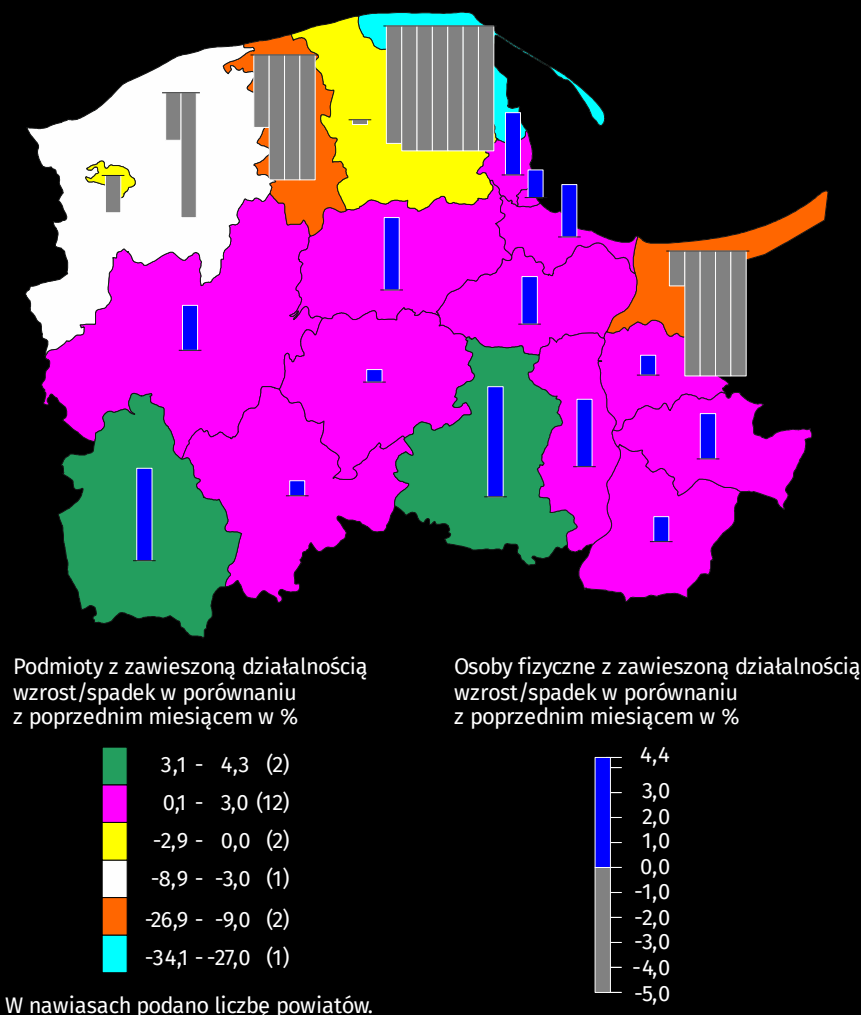 Podmioty z zawieszoną działalnością
wzrost/spadek w porównaniu
z poprzednim miesiącem w %
3,1 - 4,3 (2)
0,1 - 3,0 (12)
-2,9 - 0,0 (2)
-8,9 - -3,0 (1)
-26,9 - -9,0 (2)
-34,1 - -27,0 (1)
W nawiasach podano liczbę powiatów.
Osoby fizyczne z zawieszoną działalnością
wzrost/spadek w porównaniu
z poprzednim miesiącem w %
4,4
3,0
2,0
1,0
0,0
-1,0
-2,0
-3,0
-4,0
-5,0